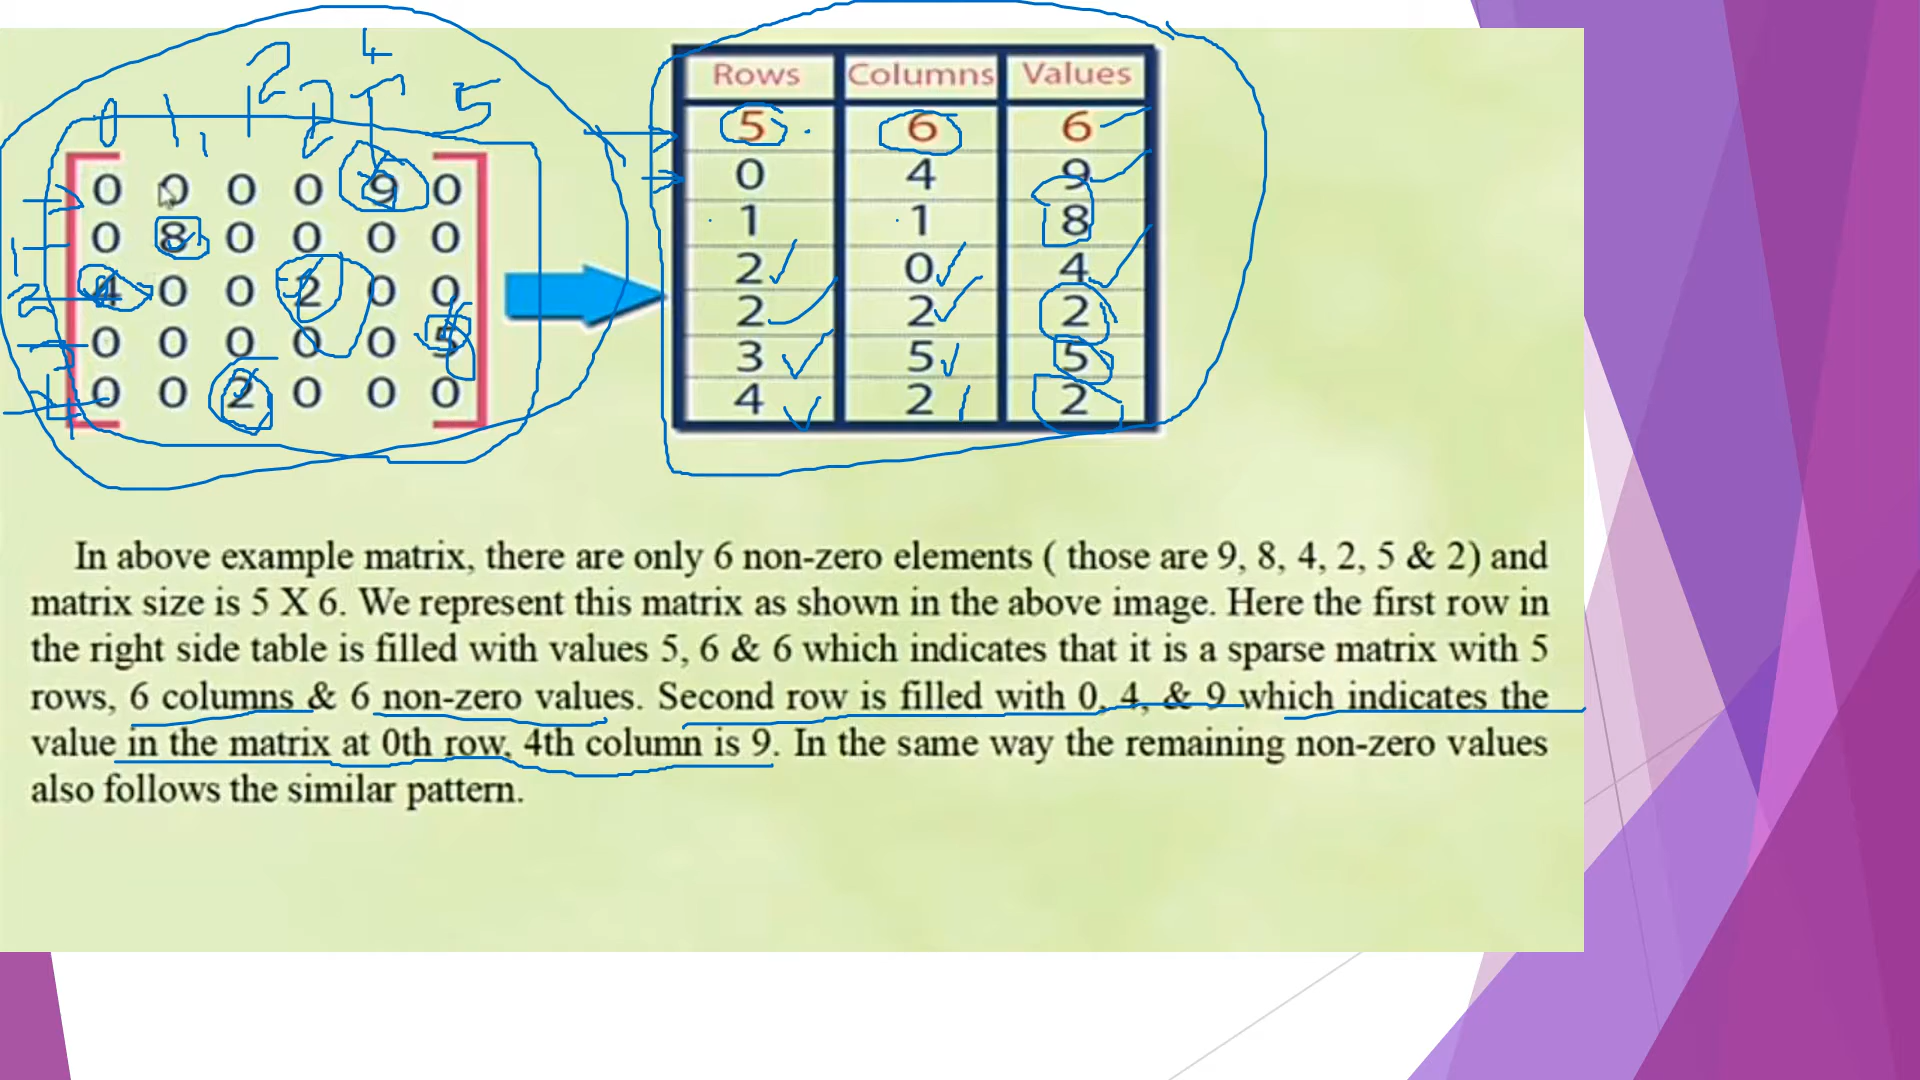 0 1 2 3 4 5
Rows Columns Values
5 6 6
0 0 0 0 9 0
0 4 9
0 8 0 0 0 0
1 1 8
4 0 0 2 0 0
2 0 4
2 2 2
0 0 0 0 0 5
3 5 5
0 0 2 0 0 0
4 2 2
In above example matrix, there are only 6 non-zero elements ( those are 9, 8, 4, 2, 5 & 2) and
matrix size is 5 X 6. We represent this matrix as shown in the above image. Here the first row in
the right side table is filled with values 5, 6 & 6 which indicates that it is a sparse matrix with 5
rows, 6 columns & 6 non-zero values. Second row is filled with 0, 4, & 9 which indicates the
value in the matrix at 0th row, 4th column is 9. In the same way the remaining non-zero values
also follows the similar pattern.